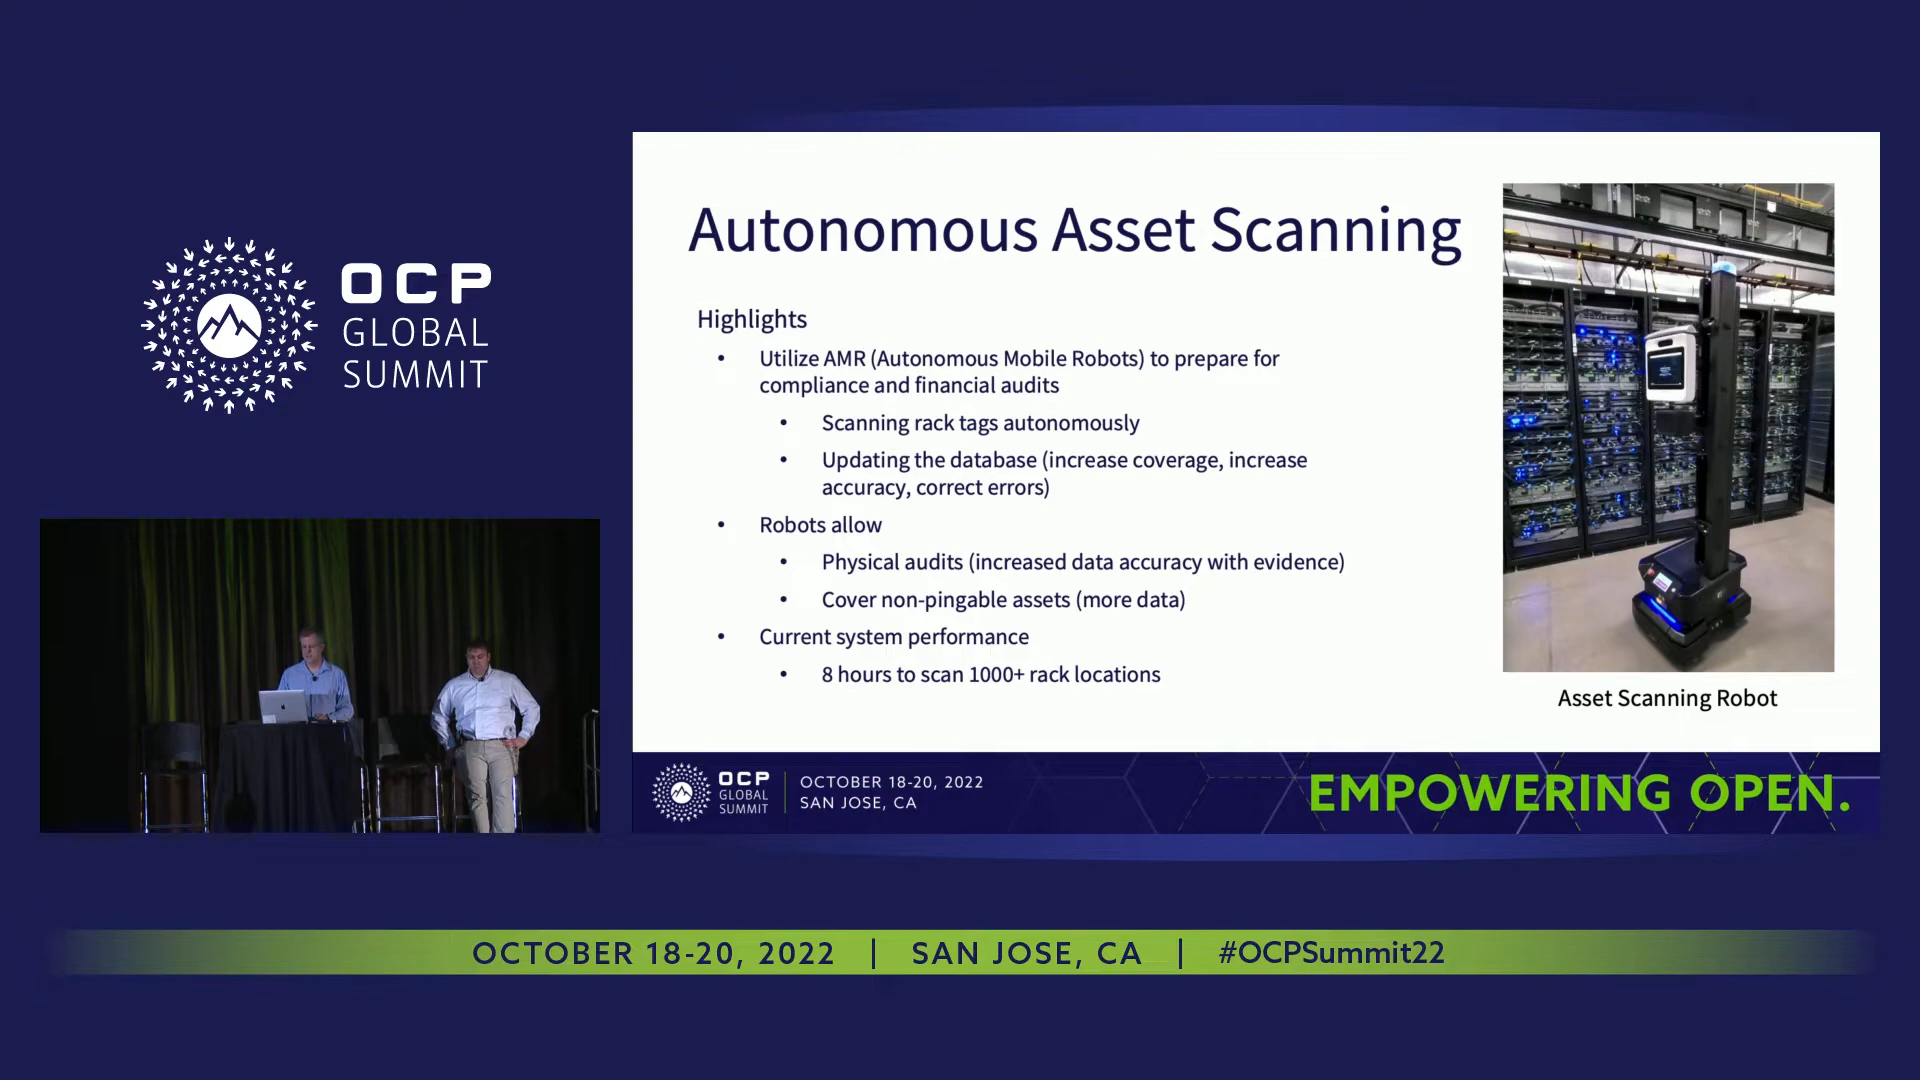 OCP
GLOBAL
SUMMIT
Autonomous Asset Scanning
Highlights
• Utilize AMR (Autonomous Mobile Robots) to prepare for
compliance and financial audits
• Scanning rack tags autonomously
• Updating the database (increase coverage, increase
accuracy, correct errors)
• Robots allow
• Physical audits (increased data accuracy with evidence)
• Cover non-pingable assets (more data)
• Current system performance
• 8 hours to scan 1000+ rack locations
Asset Scanning Robot
OCP
GLOBAL
SUMMIT
OCTOBER 18-20, 2022
SAN JOSE, CA
EMPOWERING OPEN.
OCTOBER 18-20, 2022 | SAN JOSE, CA | #OCPSummit22